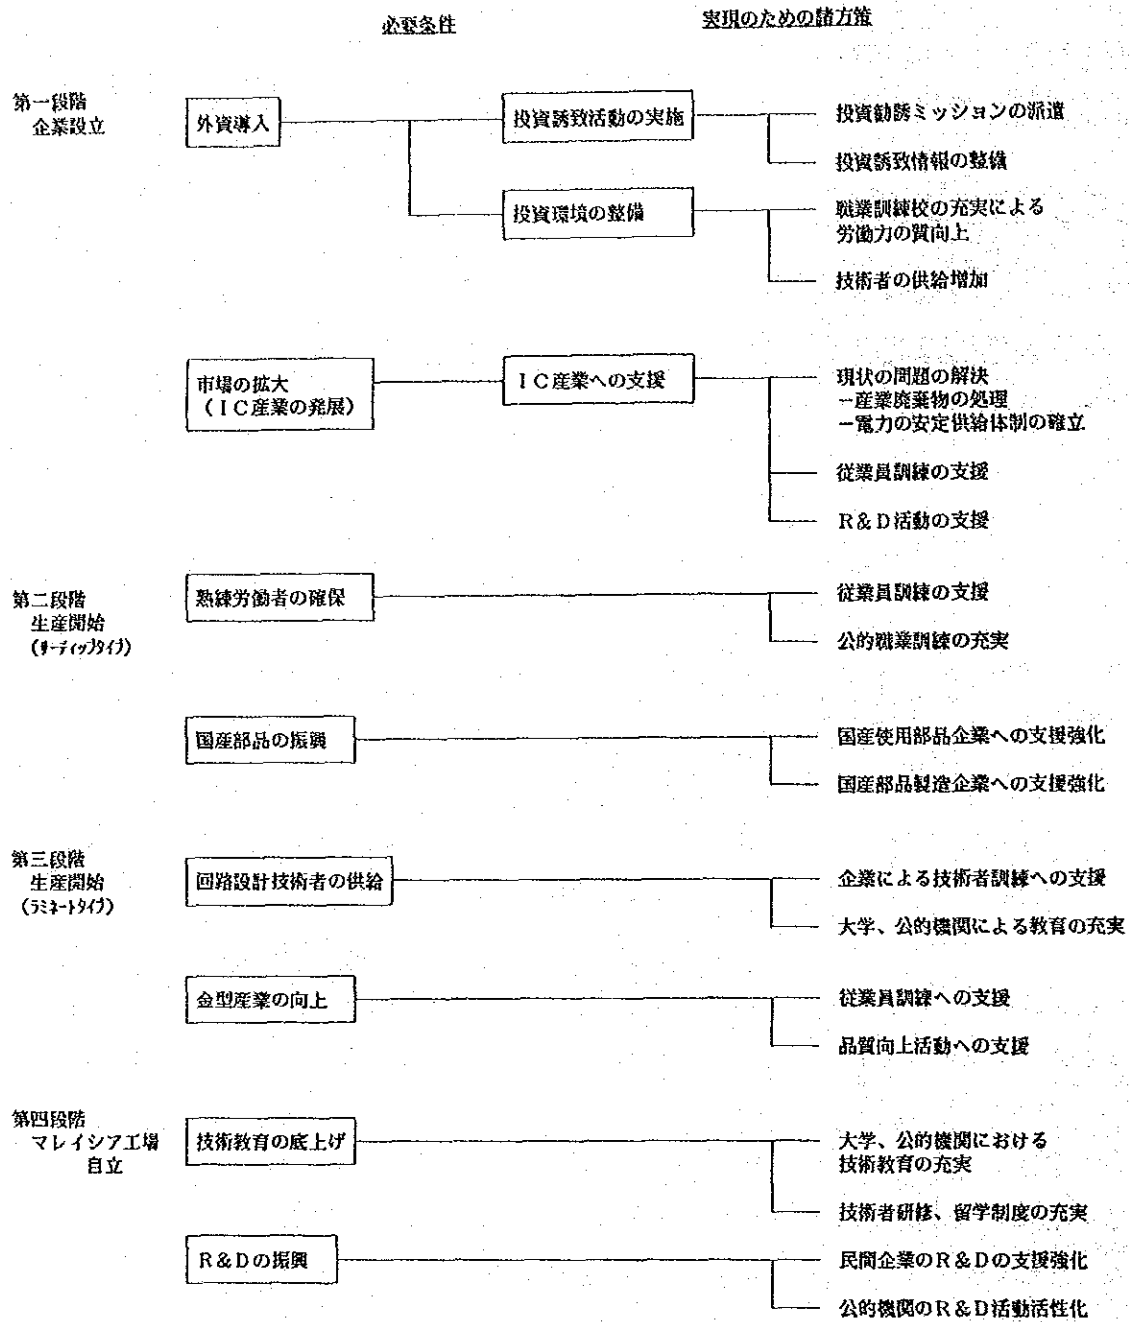 必要条件
実現のための諸方策
第一段階
企業設立
外資導入
投資誘致活動の実施
投資勧誘ミッションの派遣
投資誘致情報の整備
投資環境の整備
職業訓練校の充実による
労働力の質向上
技術者の供給増加
市場の拡大
(IC産業の発展)
IC産業への支援
現状の問題の解決
－産業廃棄物の処理
－電力の安定供給体制の確立
従業員訓練の支援
R&D活動の支援
第二段階
生産開始
(サーディップタイプ)
熟練労働者の確保
従業員訓練の支援
公的職業訓練の充実
国産部品の振興
国産使用部品企業への支援強化
国産部品製造企業への支援強化
第三段階
生産開始
(ラミネートタイプ)
回路設計技術者の供給
企業による技術者訓練への支援
大学、公的機関による教育の充実
金型産業の向上
従業員訓練への支援
品質向上活動への支援
第四段階
マレイシア工場
自立
技術教育の底上げ
大学、公的機関における
技術教育の充実
技術者研修、留学制度の充実
R&Dの振興
民間企業のR&Dの支援強化
公的機関のR&D活動活性化